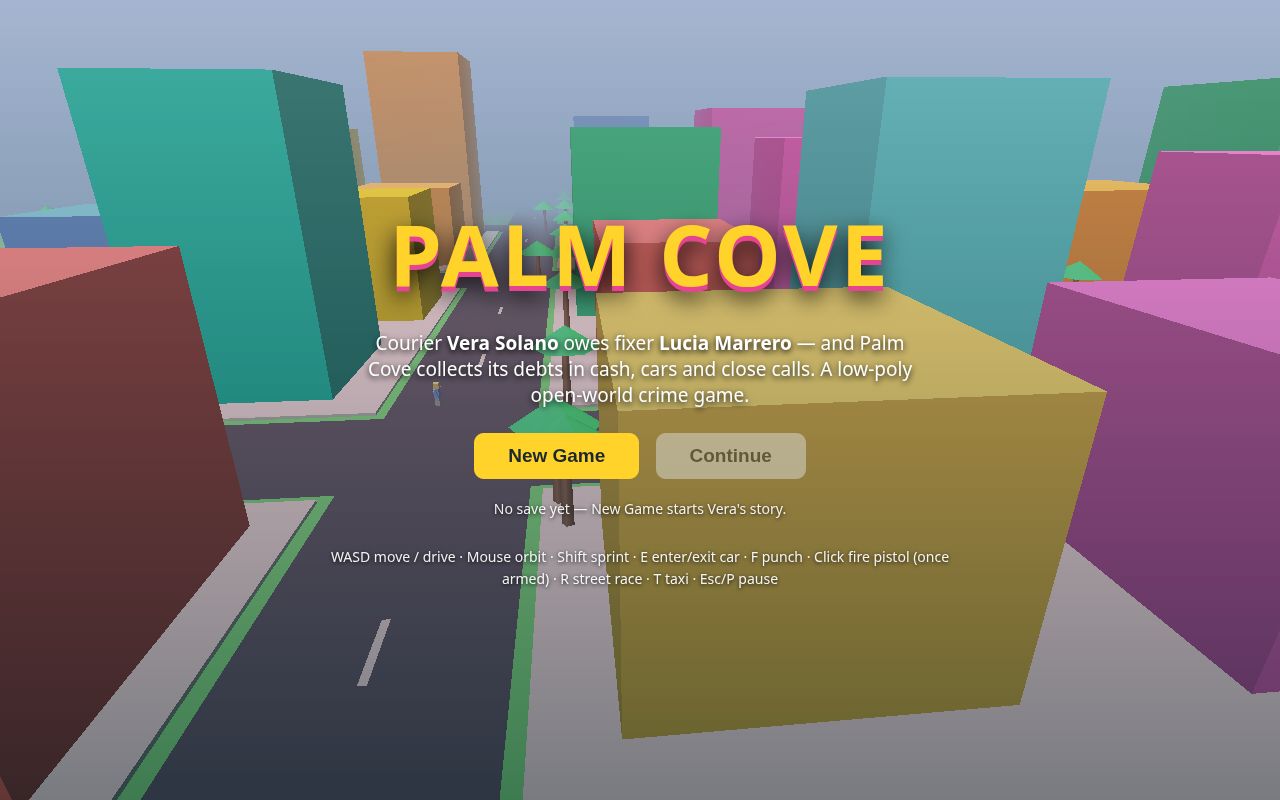 PALM COVE
Courier Vera Solano owes fixer Lucia Marrero — and Palm
Cove collects its debts in cash, cars and close calls. A low-poly
open-world crime game.
New Game
Continue
No save yet — New Game starts Vera's story.
WASD move / drive · Mouse orbit · Shift sprint · E enter/exit car · F punch · Click fire pistol (once
armed) · R street race · T taxi · Esc/P pause